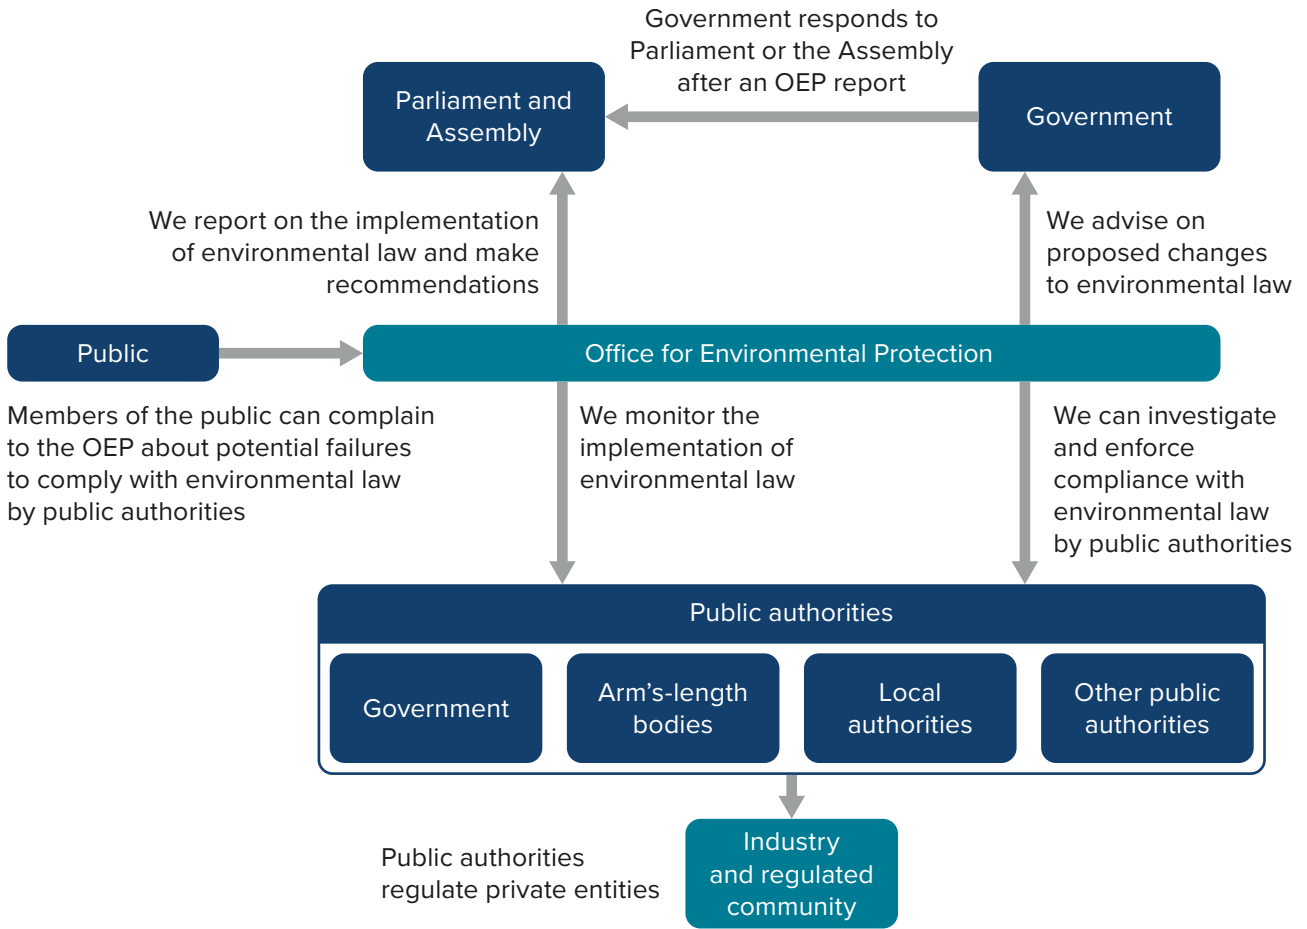 Government responds to
Parliament or the Assembly
after an OEP report
Parliament and
Assembly
Government
We report on the implementation
of environmental law and make
recommendations
We advise on
proposed changes
to environmental law
Public
Office for Environmental Protection
Members of the public can complain
to the OEP about potential failures
to comply with environmental law
by public authorities
We monitor the
implementation of
environmental law
We can investigate
and enforce
compliance with
environmental law
by public authorities
Public authorities
Government
Arm’s-length
bodies
Local
authorities
Other public
authorities
Public authorities
regulate private entities
Industry
and regulated
community